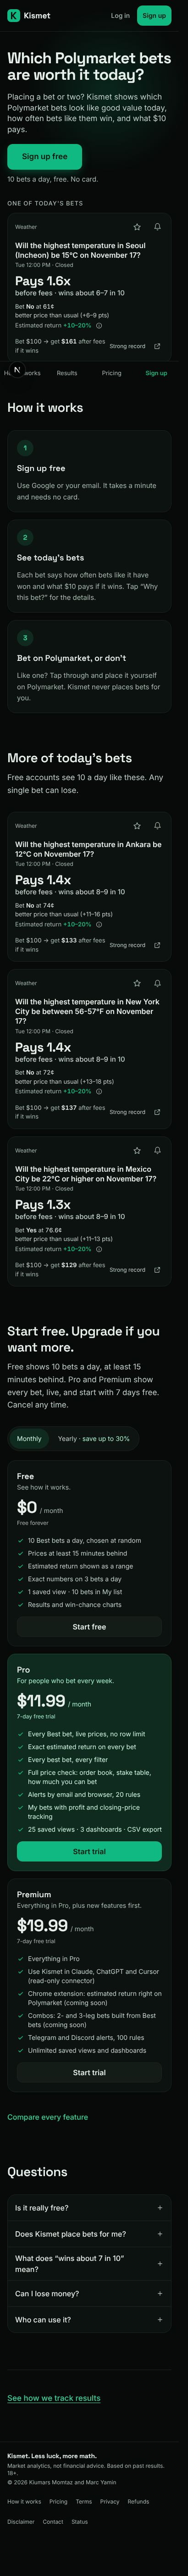 Kismet
Log in
Sign up
Which Polymarket bets
are worth it today?
Placing a bet or two? Kismet shows which
Polymarket bets look like good value today,
how often bets like them win, and what $10
pays.
Sign up free
10 bets a day, free. No card.
ONE OF TODAY'S BETS
Weather
Will the highest temperature in Seoul
(Incheon) be 15°C on November 17?
Tue 12:00 PM · Closed
Pays 1.6x
before fees · wins about 6–7 in 10
Bet No at 61¢
better price than usual (+6–9 pts)
Estimated return +10–20%
Bet $100 → get $161 after fees
if it wins
Strong record
N
works
Results
Pricing
Sign up
How it works
1
Sign up free
Use Google or your email. It takes a minute
and needs no card.
2
See today's bets
Each bet says how often bets like it have
won and what $10 pays if it wins. Tap "Why
this bet?" for the details.
3
Bet on Polymarket, or don't
Like one? Tap through and place it yourself
on Polymarket. Kismet never places bets for
you.
More of today's bets
Free accounts see 10 a day like these. Any
single bet can lose.
Weather
Will the highest temperature in Ankara be
12°C on November 17?
Tue 12:00 PM · Closed
Pays 1.4x
before fees · wins about 8–9 in 10
Bet No at 74¢
better price than usual (+11–16 pts)
Estimated return +10–20%
Bet $100 → get $133 after fees
if it wins
Strong record
Weather
Will the highest temperature in New York
City be between 56-57°F on November
17?
Tue 12:00 PM · Closed
Pays 1.4x
before fees · wins about 8–9 in 10
Bet No at 72¢
better price than usual (+13–18 pts)
Estimated return +10–20%
Bet $100 → get $137 after fees
if it wins
Strong record
Weather
Will the highest temperature in Mexico
City be 22°C or higher on November 17?
Tue 12:00 PM · Closed
Pays 1.3x
before fees · wins about 8–9 in 10
Bet Yes at 76.6¢
better price than usual (+11–13 pts)
Estimated return +10–20%
Bet $100 → get $129 after fees
if it wins
Strong record
Start free. Upgrade if you
want more.
Free shows 10 bets a day, at least 15
minutes behind. Pro and Premium show
every bet, live, and start with 7 days free.
Cancel any time.
Monthly
Yearly · save up to 30%
Free
See how it works.
$0 / month
Free forever
10 Best bets a day, chosen at random
Prices at least 15 minutes behind
Estimated return shown as a range
Exact numbers on 3 bets a day
1 saved view · 10 bets in My list
Results and win-chance charts
Start free
Pro
For people who bet every week.
$11.99 / month
7-day free trial
Every Best bet, live prices, no row limit
Exact estimated return on every bet
Every best bet, every filter
Full price check: order book, stake table,
how much you can bet
Alerts by email and browser, 20 rules
My bets with profit and closing-price
tracking
25 saved views · 3 dashboards · CSV export
Start trial
Premium
Everything in Pro, plus new features first.
$19.99 / month
7-day free trial
Everything in Pro
Use Kismet in Claude, ChatGPT and Cursor
(read-only connector)
Chrome extension: estimated return right on
Polymarket (coming soon)
Combos: 2- and 3-leg bets built from Best
bets (coming soon)
Telegram and Discord alerts, 100 rules
Unlimited saved views and dashboards
Start trial
Compare every feature
Questions
Is it really free?
Does Kismet place bets for me?
What does "wins about 7 in 10"
mean?
Can I lose money?
Who can use it?
See how we track results
Kismet. Less luck, more math.
Market analytics, not financial advice. Based on past results.
18+.
© 2026 Kiumars Momtaz and Marc Yamin
How it works
Pricing
Terms
Privacy
Refunds
Disclaimer
Contact
Status